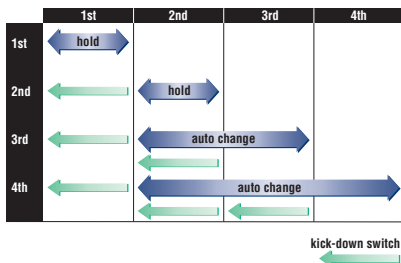 1st 2nd 3rd 4th
1st hold
2nd hold
3rd auto change
4th auto change
kick-down switch